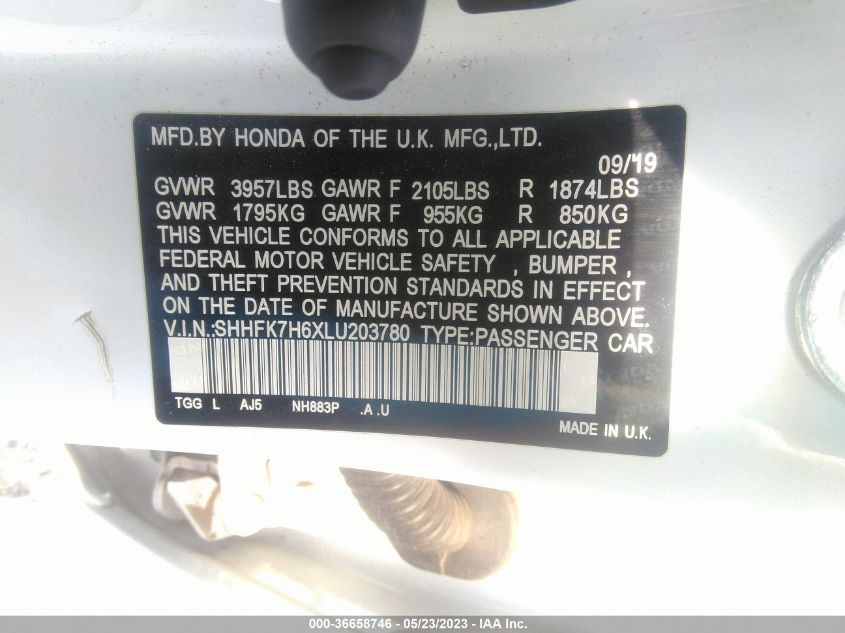 MFD.BY HONDA OF THE U.K. MFG.,LTD.
09/19
GVWR 3957LBS GAWR F 2105LBS R 1874LBS
GVWR 1795KG GAWR F 955KG R 850KG
THIS VEHICLE CONFORMS TO ALL APPLICABLE
FEDERAL MOTOR VEHICLE SAFETY , BUMPER ,
AND THEFT PREVENTION STANDARDS IN EFFECT
ON THE DATE OF MANUFACTURE SHOWN ABOVE.
V.I.N.:SHHFK7H6XLU203780 TYPE:PASSENGER CAR
TGG L AJ5 NH883P .A .U
MADE IN U.K.
000-36658746 - 05/23/2023 - IAA Inc.